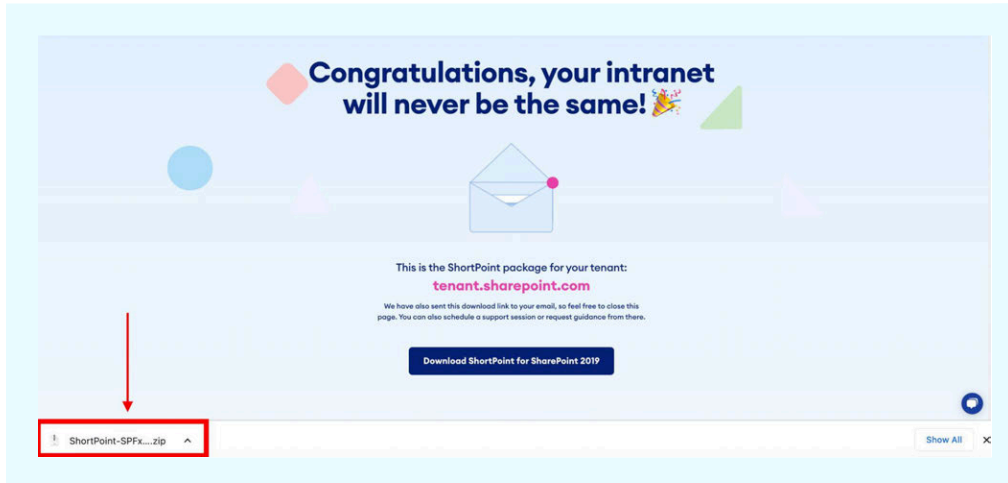 Congratulations, your intranet
will never be the same!🎉
This is the ShortPoint package for your tenant:
tenant.sharepoint.com
We have also sent this download link to your email, so feel free to close this
page. You can also schedule a support session or request guidance from there.
Download ShortPoint for SharePoint 2019
ShortPoint-SPFx....zip
Show All